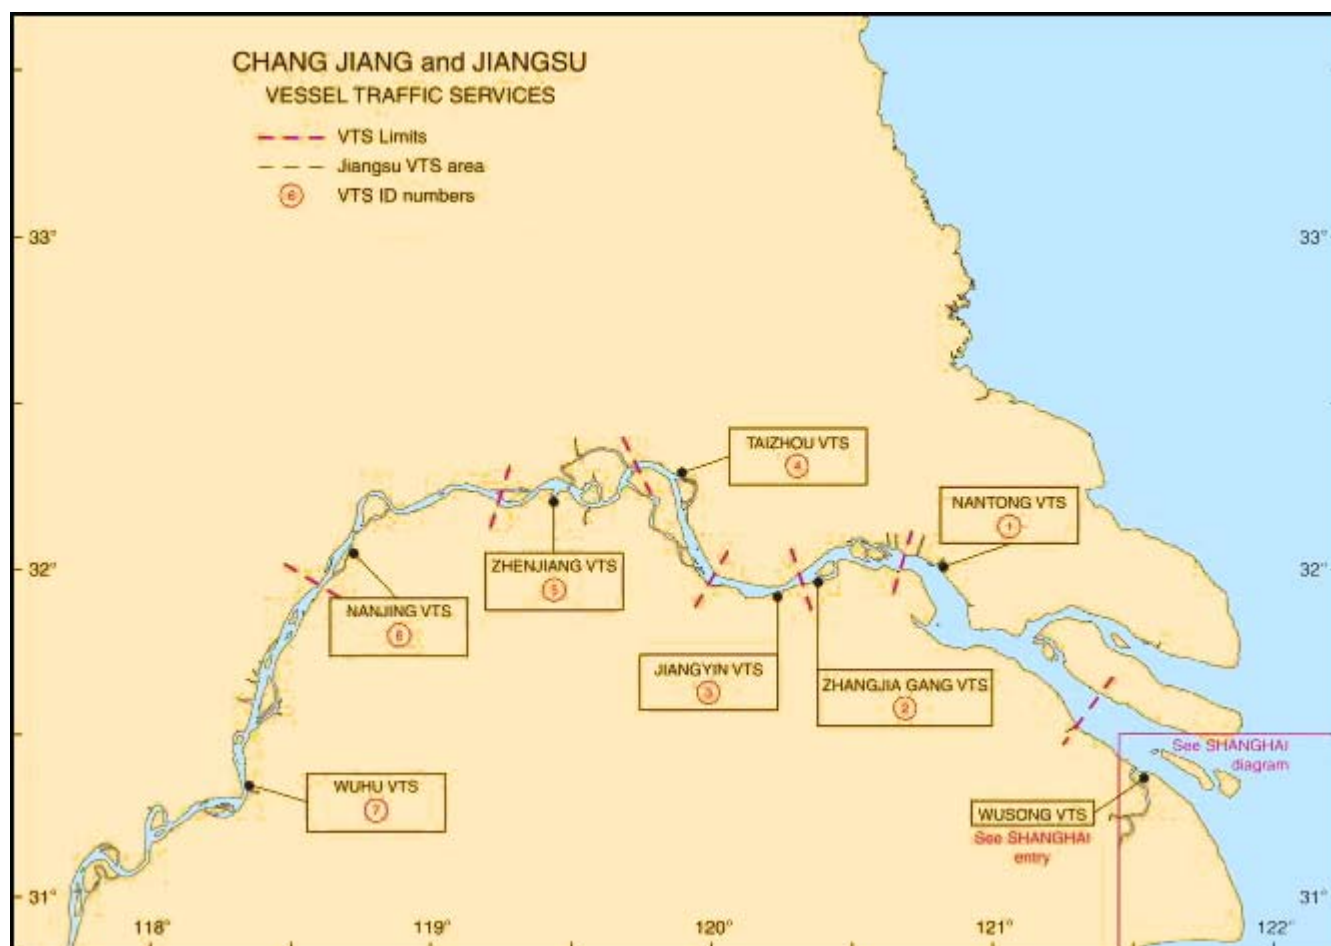 CHANG JIANG and JIANGSU
VESSEL TRAFFIC SERVICES
VTS Limits
Jiangsu VTS area
6 VTS ID numbers
33°
33°
TAIZHOU VTS
4
NANTONG VTS
1
32°
32°
ZHENJIANG VTS
5
NANJING VTS
6
JIANGYIN VTS
3
ZHANGJIA GANG VTS
2
See SHANGHAI
diagram
WUHU VTS
7
WUSONG VTS
See SHANGHAI
entry
31°
31°
118°
119°
120°
121°
122°